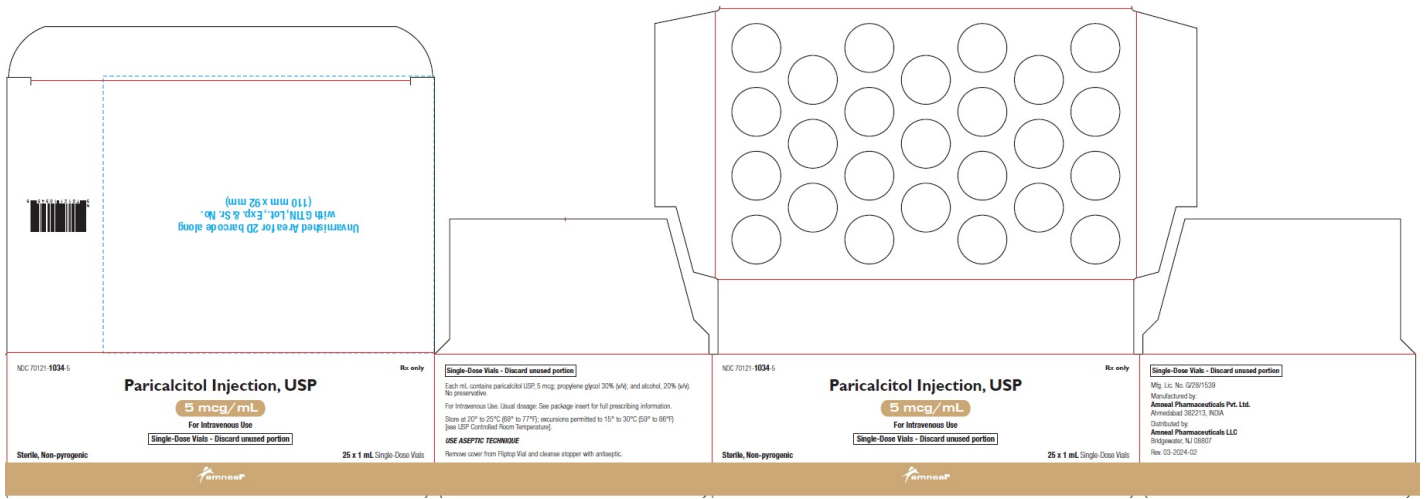 Unvarnished Area for 2D barcode along
with GTIN, Lot., Exp. & Sr. No.
(110 mm x 92 mm)
NDC 70121-1034-5
Rx only
Paricalcitol Injection, USP
5 mcg/mL
For Intravenous Use
Single-Dose Vials - Discard unused portion
Sterile, Non-pyrogenic
25 x 1 mL Single-Dose Vials
amneal
Single-Dose Vials - Discard unused portion
Each mL contains paricalcitol USP, 5 mcg; propylene glycol 30% (v/v); and alcohol, 20% (v/v).
No preservative.
For Intravenous Use. Usual dosage: See package insert for full prescribing information.
Store at 20° to 25°C (68° to 77°F); excursions permitted to 15° to 30°C (59° to 86°F)
[see USP Controlled Room Temperature].
USE ASEPTIC TECHNIQUE
Remove cover from Fliptop Vial and cleanse stopper with antiseptic.
NDC 70121-1034-5
Rx only
Paricalcitol Injection, USP
5 mcg/mL
For Intravenous Use
Single-Dose Vials - Discard unused portion
Sterile, Non-pyrogenic
25 x 1 mL Single-Dose Vials
amneal
Single-Dose Vials - Discard unused portion
Mfg. Lic. No. G/28/1539
Manufactured by:
Amneal Pharmaceuticals Pvt. Ltd.
Ahmedabad 382213, INDIA
Distributed by:
Amneal Pharmaceuticals LLC
Bridgewater, NJ 08807
Rev. 03-2024-02